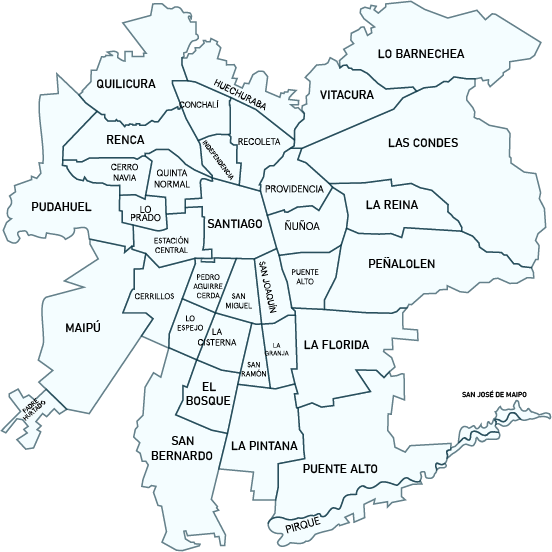 LO BARNECHEA
QUILICURA
HUECHURABA
VITACURA
CONCHALÍ
RENCA
RECOLETA
LAS CONDES
INDEPENDENCIA
CERRO
NAVIA
QUINTA
NORMAL
PROVIDENCIA
PUDAHUEL
LO
PRADO
LA REINA
SANTIAGO
ÑUÑOA
ESTACIÓN
CENTRAL
PEÑALOLEN
SAN JOAQUÍN
PUENTE
ALTO
CERRILLOS
PEDRO
AGUIRRE
CERDA
SAN
MIGUEL
MAIPÚ
LO
ESPEJO
LA
CISTERNA
LA
GRANJA
LA FLORIDA
SAN
RAMÓN
EL
BOSQUE
PADRE
HURTADO
SAN JOSÉ DE MAIPO
SAN
BERNARDO
LA PINTANA
PUENTE ALTO
PIRQUE